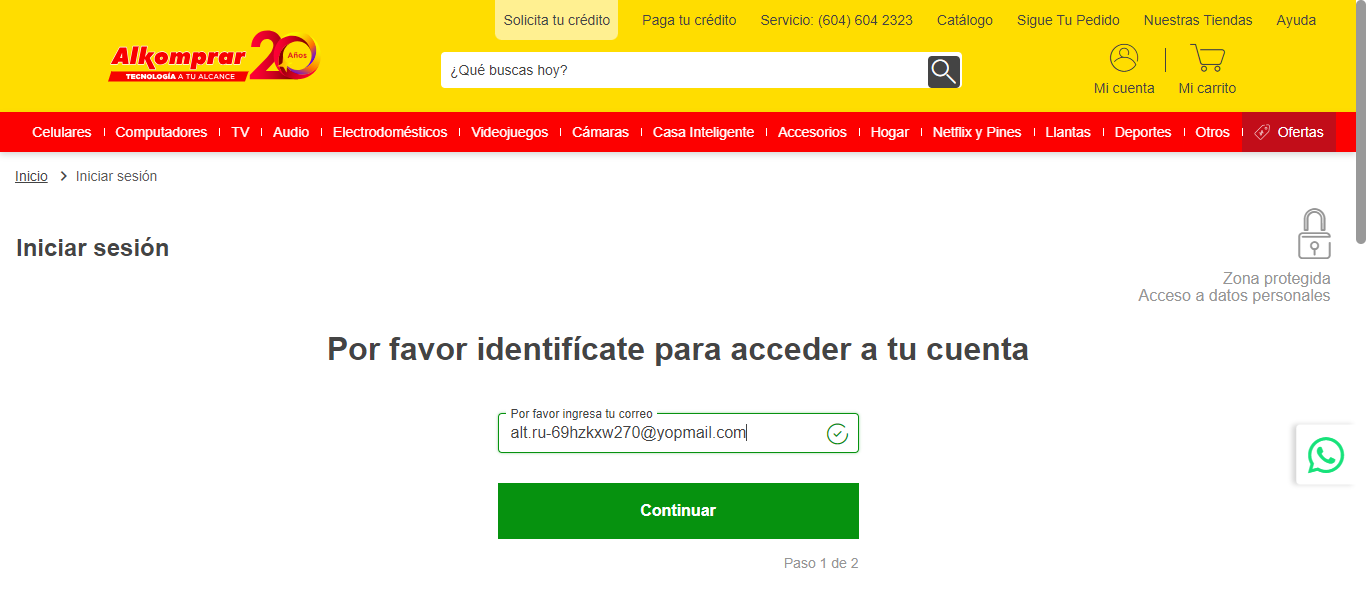 Solicita tu crédito Paga tu crédito Servicio: (604) 604 2323 Catálogo Sigue Tu Pedido Nuestras Tiendas Ayuda
Alkomprar 20 Años
TECNOLOGÍA A TU ALCANCE
¿Qué buscas hoy?
Mi cuenta Mi carrito
Celulares Computadores TV Audio Electrodomésticos Videojuegos Cámaras Casa Inteligente Accesorios Hogar Netflix y Pines Llantas Deportes Otros Ofertas
Inicio > Iniciar sesión
Iniciar sesión
Zona protegida
Acceso a datos personales
Por favor identifícate para acceder a tu cuenta
Por favor ingresa tu correo
alt.ru-69hzkxw270@yopmail.com
Continuar
Paso 1 de 2